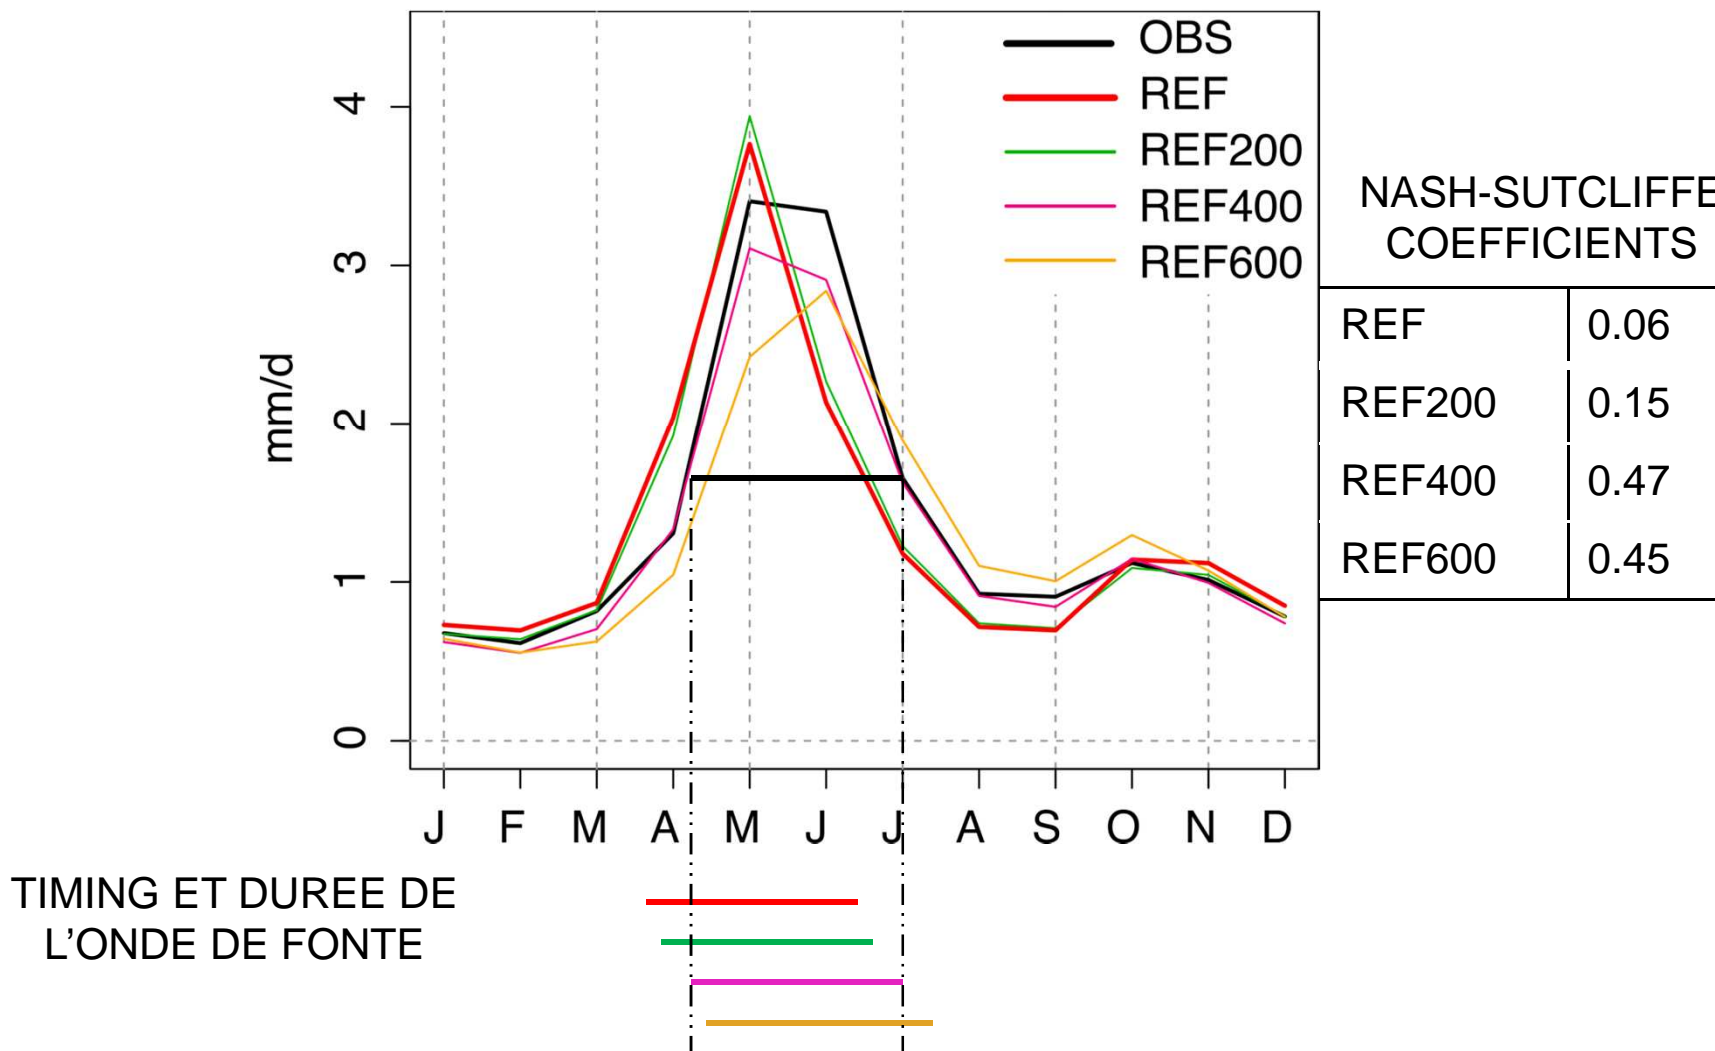 OBS
REF
REF200
REF400
REF600
4
3
2
1
0
mm/d
J F M A M J J A S O N D
NASH-SUTCLIFFE
COEFFICIENTS
REF 0.06
REF200 0.15
REF400 0.47
REF600 0.45
TIMING ET DUREE DE
L’ONDE DE FONTE